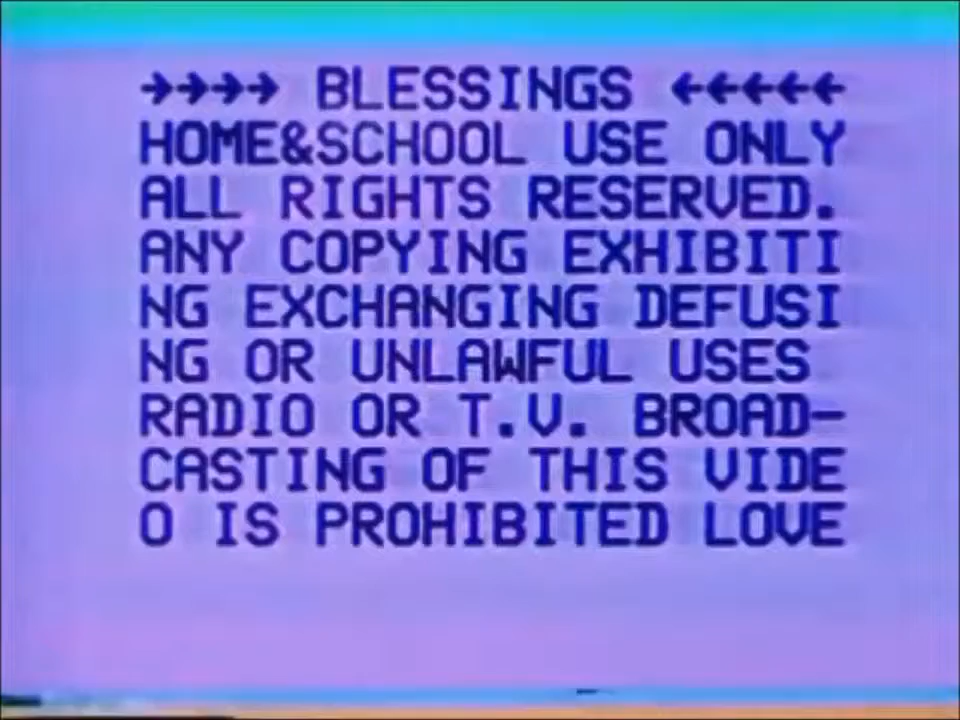 →→→→ BLESSINGS ←←←←←
HOME&SCHOOL USE ONLY
ALL RIGHTS RESERVED.
ANY COPYING EXHIBITI
NG EXCHANGING DEFUSI
NG OR UNLAWFUL USES
RADIO OR T.V. BROAD-
CASTING OF THIS VIDE
O IS PROHIBITED LOVE